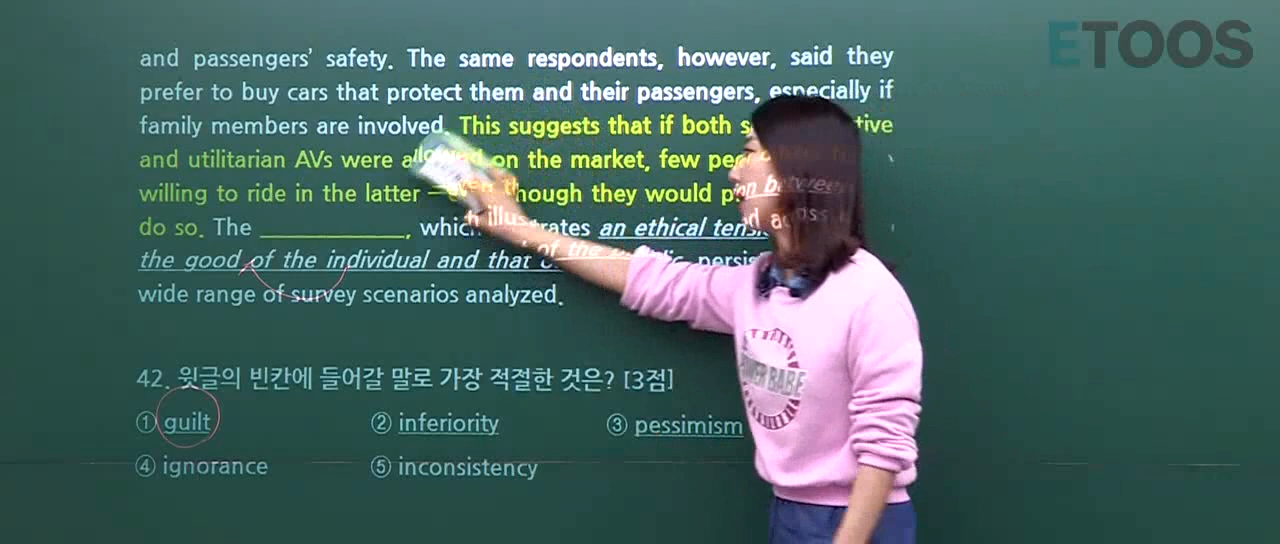 ETOOS
and passengers' safety. The same respondents, however, said they
prefer to buy cars that protect them and their passengers, especially if
family members are involved. This suggests that if both
and utilitarian AVs were allowed on the market, few
willing to ride in the latter — even though they would
do so. The ____________, which illustrates an ethical
the good of the individual and that of the
wide range of survey scenarios analyzed.
42. 윗글의 빈칸에 들어갈 말로 가장 적절한 것은? [3점]
① guilt ② inferiority ③ pessimism
④ ignorance ⑤ inconsistency
POWER BABE